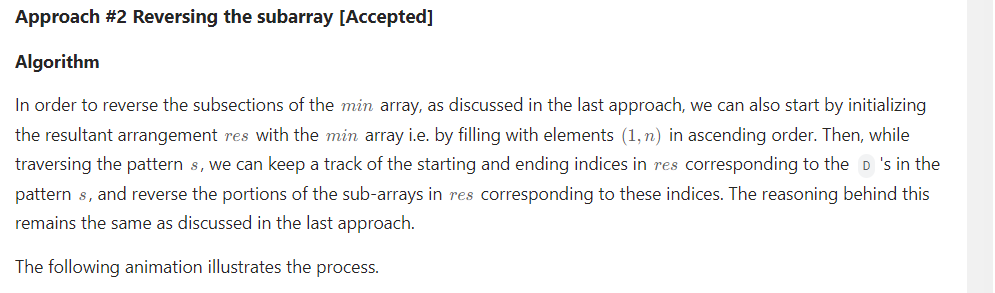 Approach #2 Reversing the subarray [Accepted]
Algorithm
In order to reverse the subsections of the min array, as discussed in the last approach, we can also start by initializing
the resultant arrangement res with the min array i.e. by filling with elements (1, n) in ascending order. Then, while
traversing the pattern s, we can keep a track of the starting and ending indices in res corresponding to the D 's in the
pattern s, and reverse the portions of the sub-arrays in res corresponding to these indices. The reasoning behind this
remains the same as discussed in the last approach.
The following animation illustrates the process.